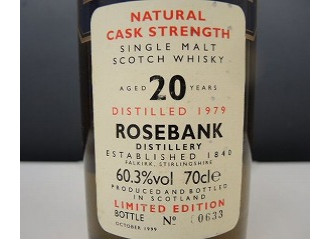 NATURAL
CASK STRENGTH
SINGLE MALT
SCOTCH WHISKY
AGED 20 YEARS
DISTILLED 1979
ROSEBANK
DISTILLERY
ESTABLISHED 1840
FALKIRK, STIRLINGSHIRE
60.3%vol 70cle
PRODUCED AND BOTTLED
IN SCOTLAND
LIMITED EDITION
BOTTLE Nº 0633
OCTOBER 1999